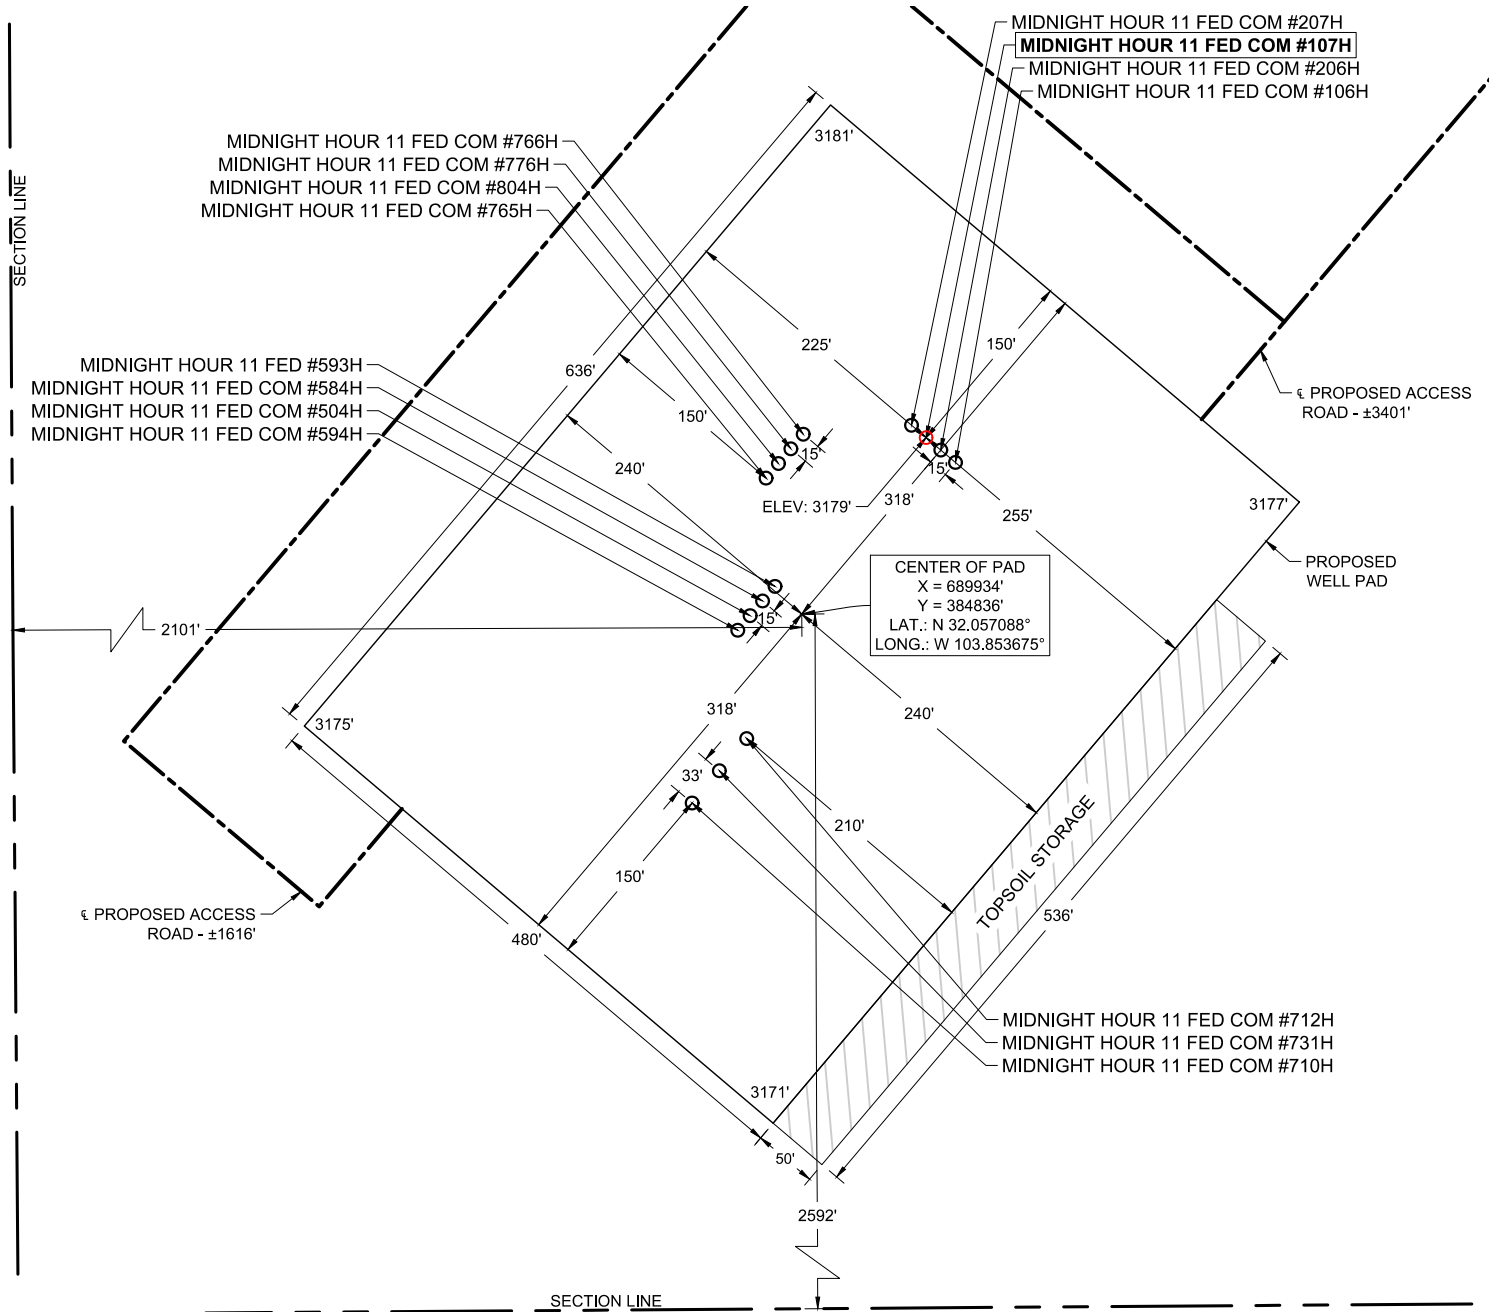 MIDNIGHT HOUR 11 FED COM #207H
MIDNIGHT HOUR 11 FED COM #107H
MIDNIGHT HOUR 11 FED COM #206H
MIDNIGHT HOUR 11 FED COM #106H
3181'
MIDNIGHT HOUR 11 FED COM #766H
MIDNIGHT HOUR 11 FED COM #776H
MIDNIGHT HOUR 11 FED COM #804H
MIDNIGHT HOUR 11 FED COM #765H
SECTION LINE
225'
150'
636'
MIDNIGHT HOUR 11 FED #593H
MIDNIGHT HOUR 11 FED COM #584H
MIDNIGHT HOUR 11 FED COM #504H
MIDNIGHT HOUR 11 FED COM #594H
150'
℄ PROPOSED ACCESS
ROAD - ±3401'
240'
15'
15'
ELEV: 3179'
318'
255'
3177'
PROPOSED
WELL PAD
CENTER OF PAD
X = 689934'
Y = 384836'
LAT.: N 32.057088°
LONG.: W 103.853675°
15'
2101'
318'
240'
3175'
33'
210'
150'
TOPSOIL STORAGE
536'
℄ PROPOSED ACCESS
ROAD - ±1616'
480'
MIDNIGHT HOUR 11 FED COM #712H
MIDNIGHT HOUR 11 FED COM #731H
MIDNIGHT HOUR 11 FED COM #710H
3171'
50'
2592'
SECTION LINE